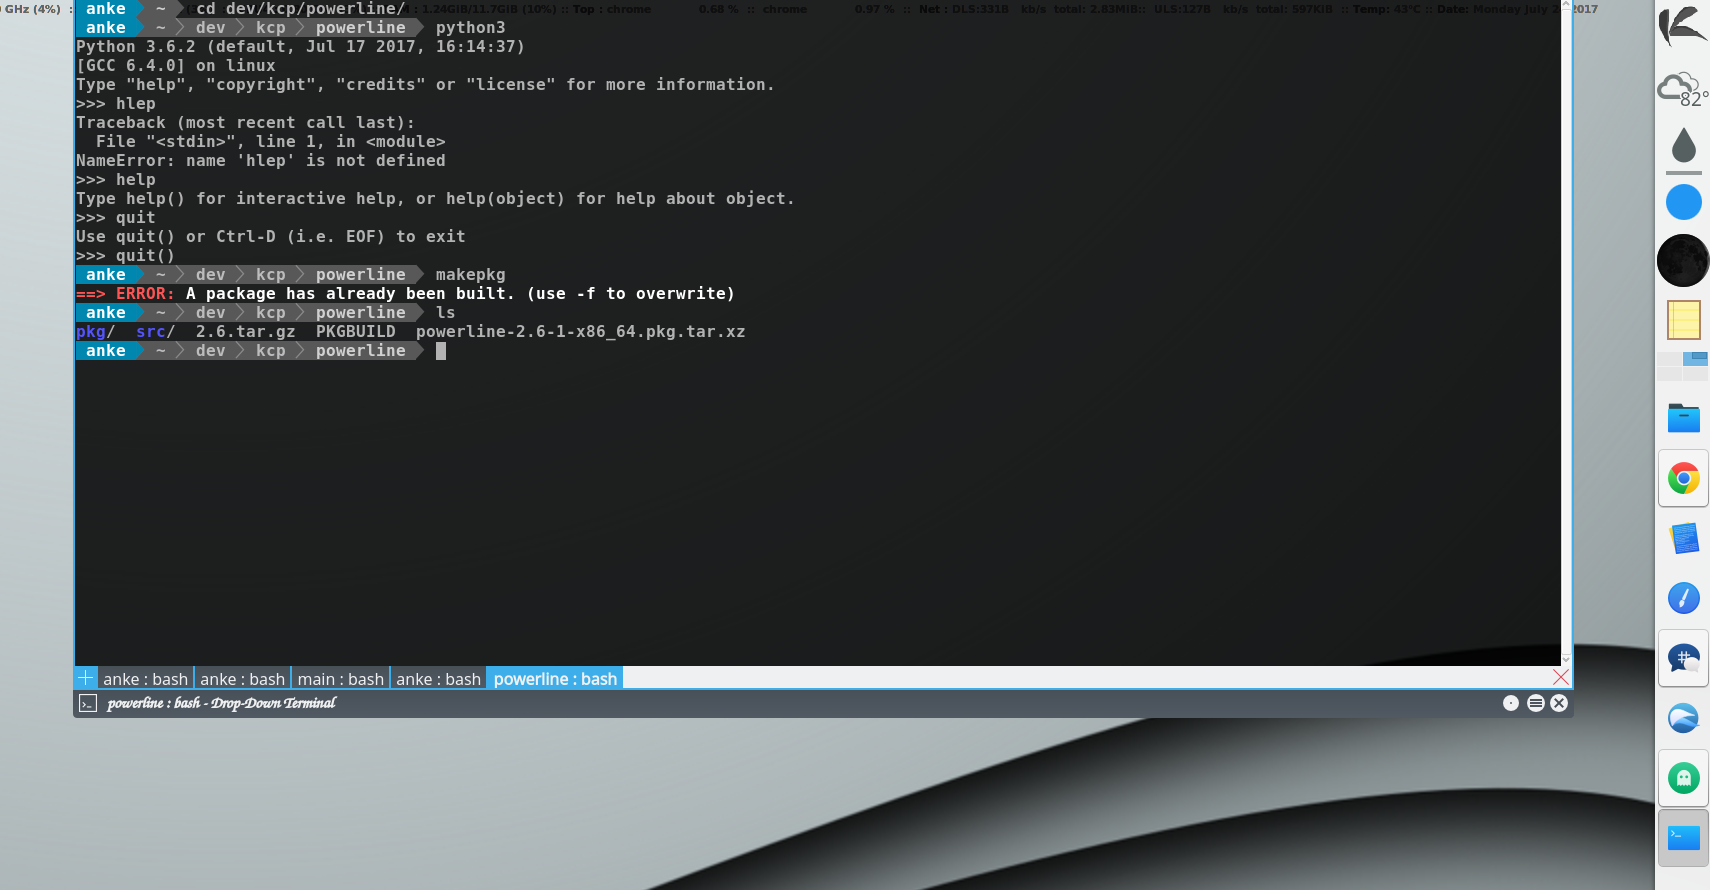 GHz (4%) ::
: 1.24GiB/11.7GiB (10%) :: Top : chrome 0.68 % :: chrome 0.97 % :: Net : DLS:331B kb/s total: 2.83MiB:: ULS:127B kb/s total: 597KiB :: Temp: 43°C :: Date: Monday July 2017
anke ~ cd dev/kcp/powerline/
anke ~ dev kcp powerline python3
Python 3.6.2 (default, Jul 17 2017, 16:14:37)
[GCC 6.4.0] on linux
Type "help", "copyright", "credits" or "license" for more information.
>>> hlep
Traceback (most recent call last):
  File "<stdin>", line 1, in <module>
NameError: name 'hlep' is not defined
>>> help
Type help() for interactive help, or help(object) for help about object.
>>> quit
Use quit() or Ctrl-D (i.e. EOF) to exit
>>> quit()
anke ~ dev kcp powerline makepkg
==> ERROR: A package has already been built. (use -f to overwrite)
anke ~ dev kcp powerline ls
pkg/  src/  2.6.tar.gz  PKGBUILD  powerline-2.6-1-x86_64.pkg.tar.xz
anke ~ dev kcp powerline
anke : bash anke : bash main : bash anke : bash powerline : bash
powerline : bash - Drop-Down Terminal
82°